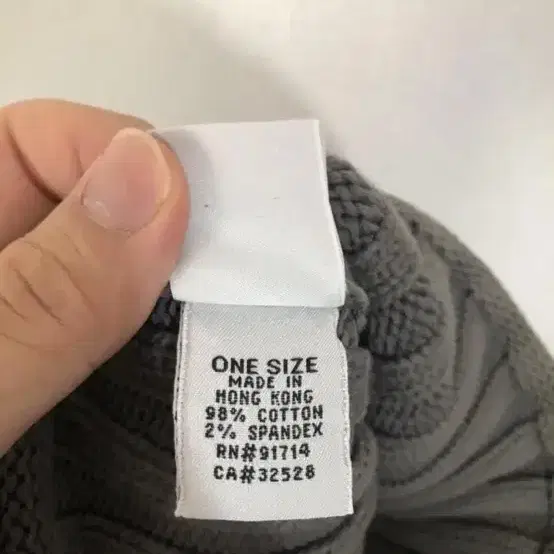 ONE SIZE
MADE IN
HONG KONG
98% COTTON
2% SPANDEX
RN#91714
CA#32528